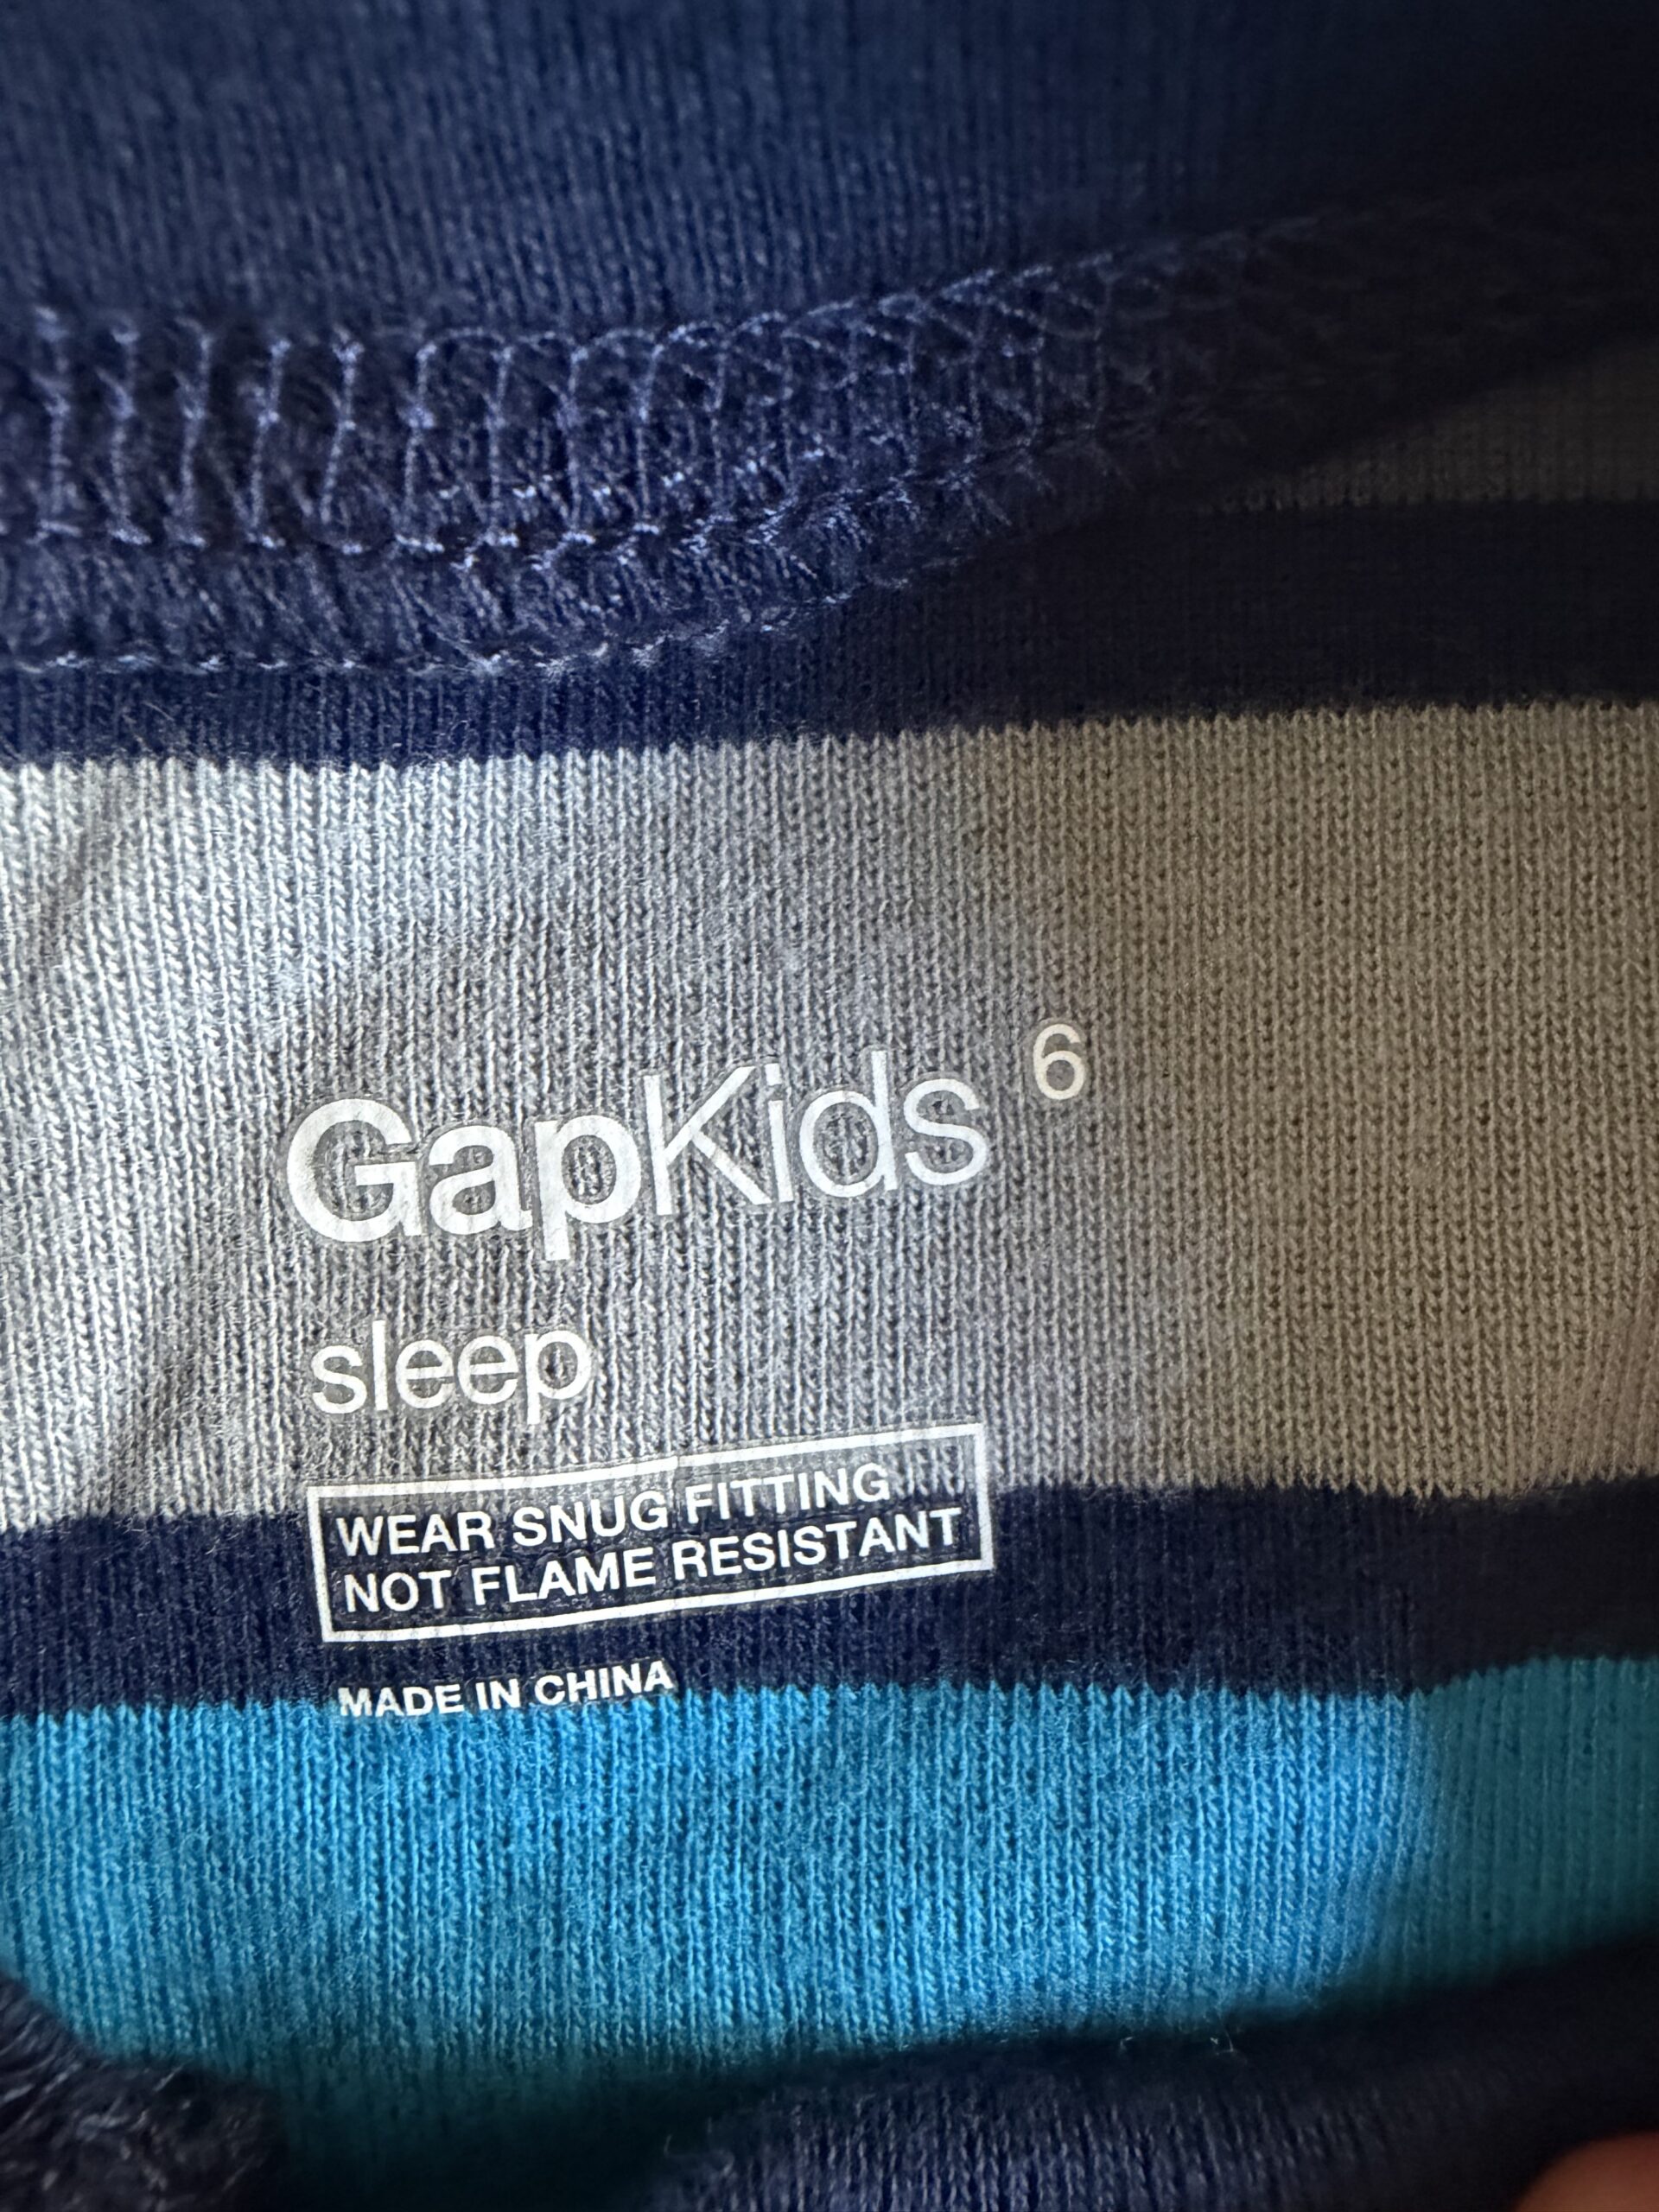 GapKids 6
sleep
WEAR SNUG FITTING
NOT FLAME RESISTANT
MADE IN CHINA